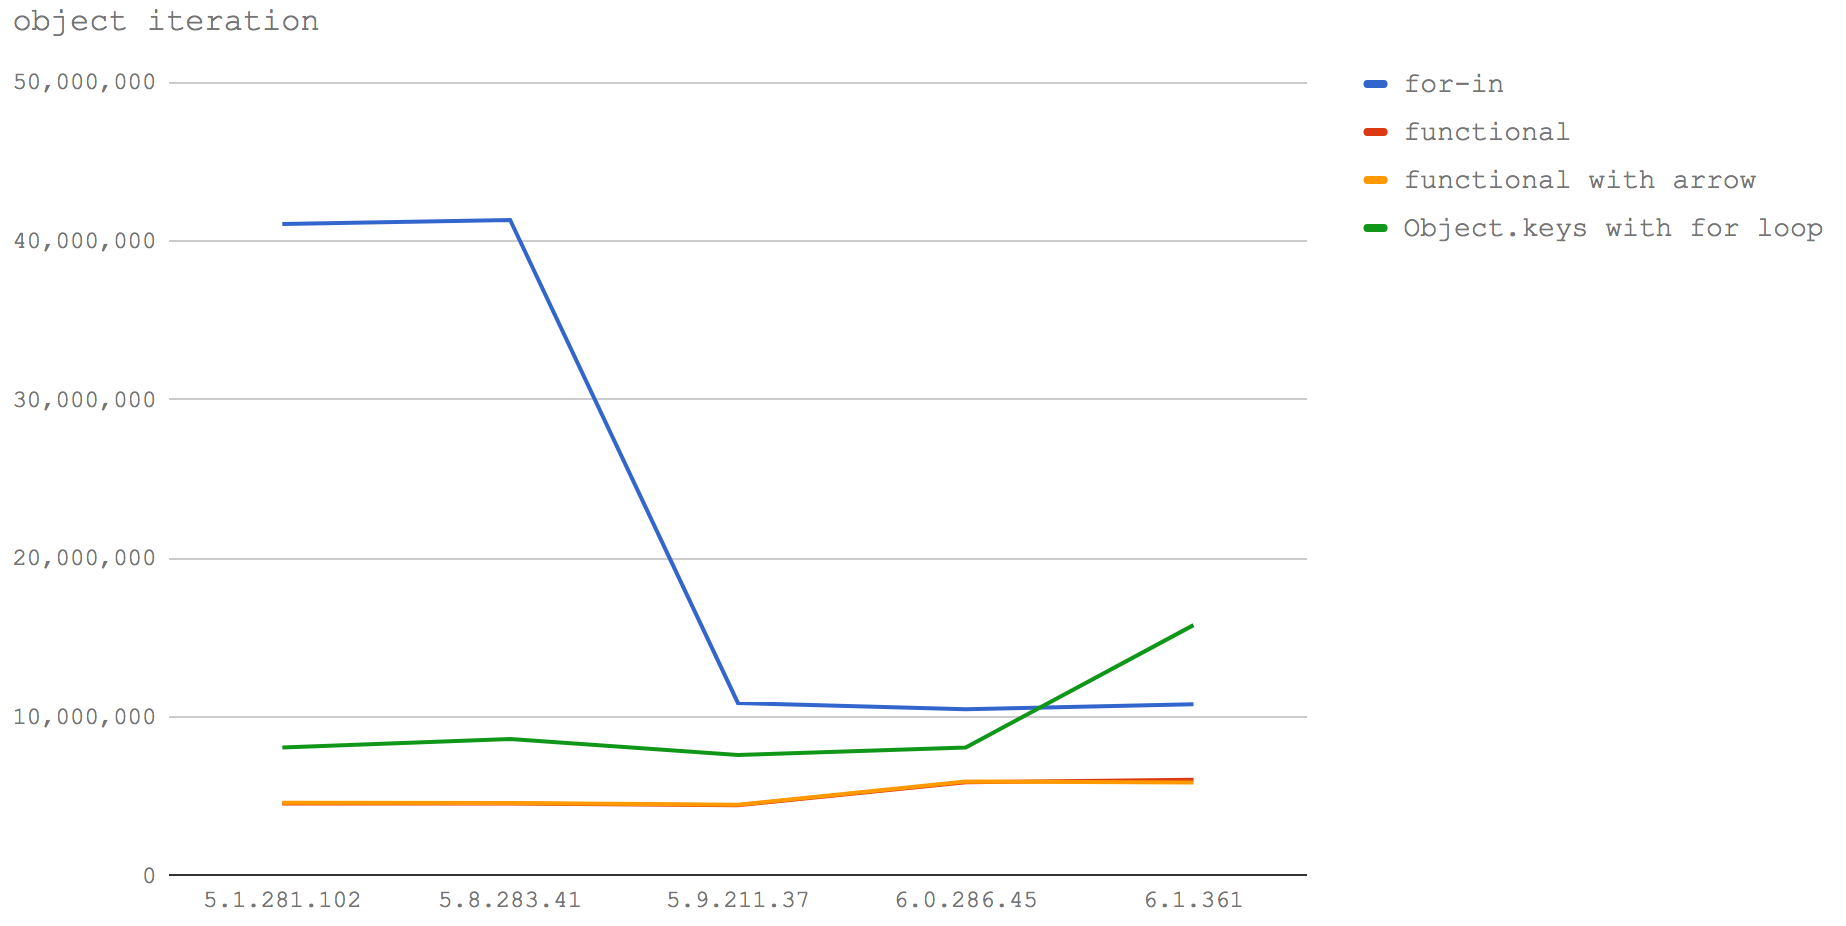 object iteration
50,000,000
40,000,000
30,000,000
20,000,000
10,000,000
0
5.1.281.102 5.8.283.41 5.9.211.37 6.0.286.45 6.1.361
for-in
functional
functional with arrow
Object.keys with for loop